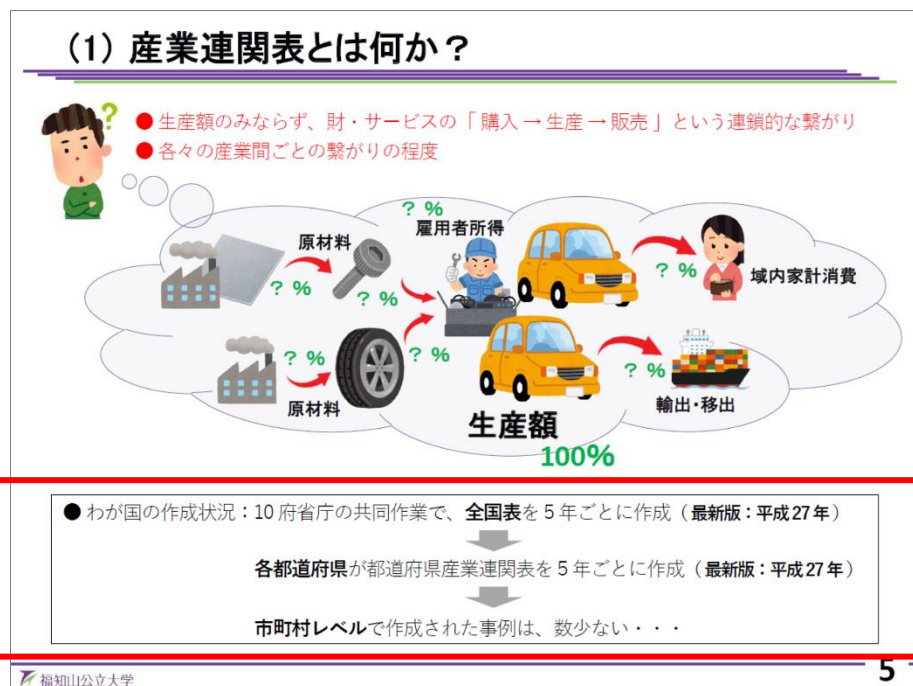 (1) 産業連関表とは何か？
?
● 生産額のみならず、財・サービスの「 購入 → 生産 → 販売 」という連鎖的な繋がり
● 各々の産業間ごとの繋がりの程度
？ %
雇用者所得
原材料
？ %
？ %
？ %
域内家計消費
？ %
？ %
？ %
原材料
輸出・移出
生産額
100%
● わが国の作成状況：10 府省庁の共同作業で、全国表を 5 年ごとに作成（ 最新版：平成 27 年 ）
各都道府県が都道府県産業連関表を 5 年ごとに作成（ 最新版：平成 27 年 ）
市町村レベルで作成された事例は、数少ない・・・
福知山公立大学
5